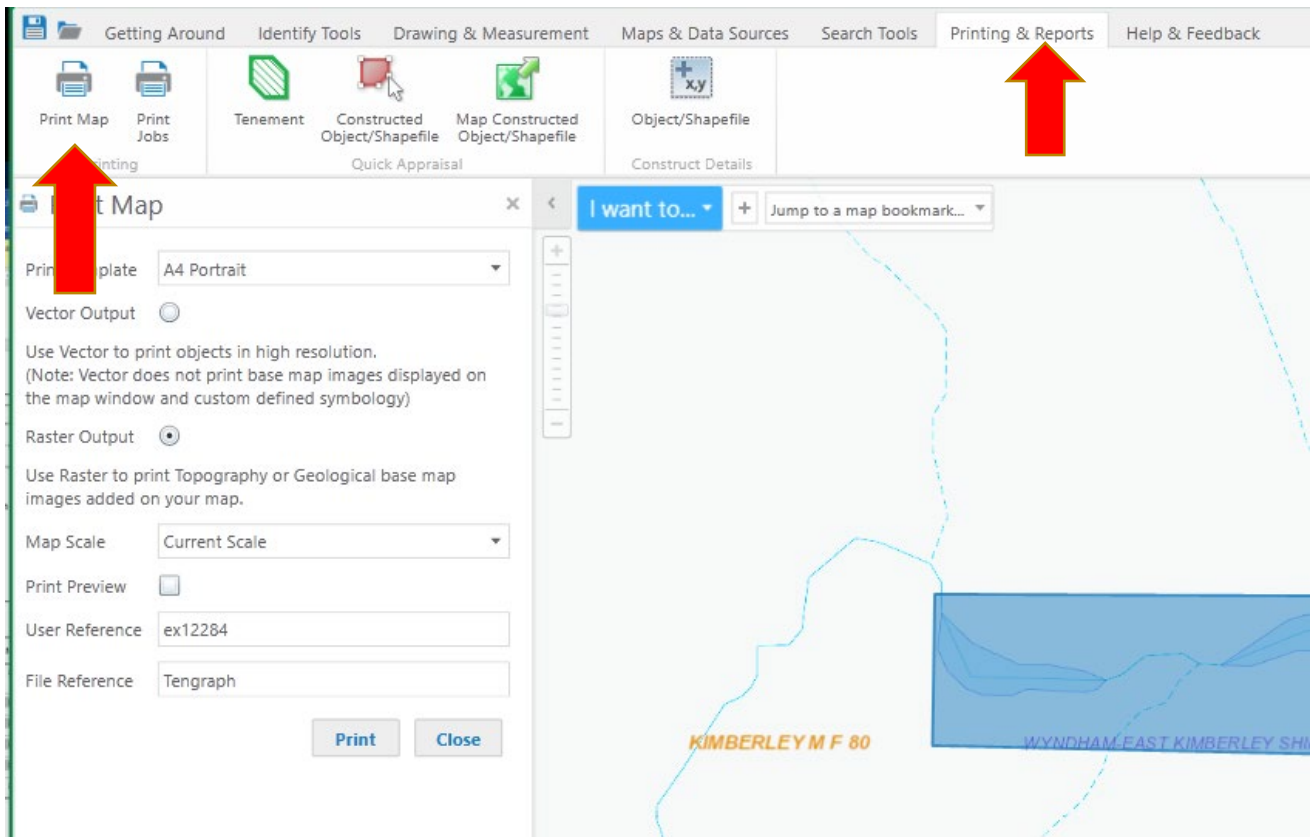 Getting Around Identify Tools Drawing & Measurement Maps & Data Sources Search Tools Printing & Reports Help & Feedback
Print Map
Print
Jobs
Tenement
Constructed
Object/Shapefile
Map Constructed
Object/Shapefile
x,y
Object/Shapefile
Quick Appraisal
Construct Details
Map
I want to...
Jump to a map bookmark...
A4 Portrait
Vector Output
Use Vector to print objects in high resolution.
(Note: Vector does not print base map images displayed on
the map window and custom defined symbology)
Raster Output
Use Raster to print Topography or Geological base map
images added on your map.
Map Scale Current Scale
Print Preview
User Reference ex12284
File Reference Tengraph
Print Close
KIMBERLEY M F 80
WYNDHAM-EAST KIMBERLEY SHI